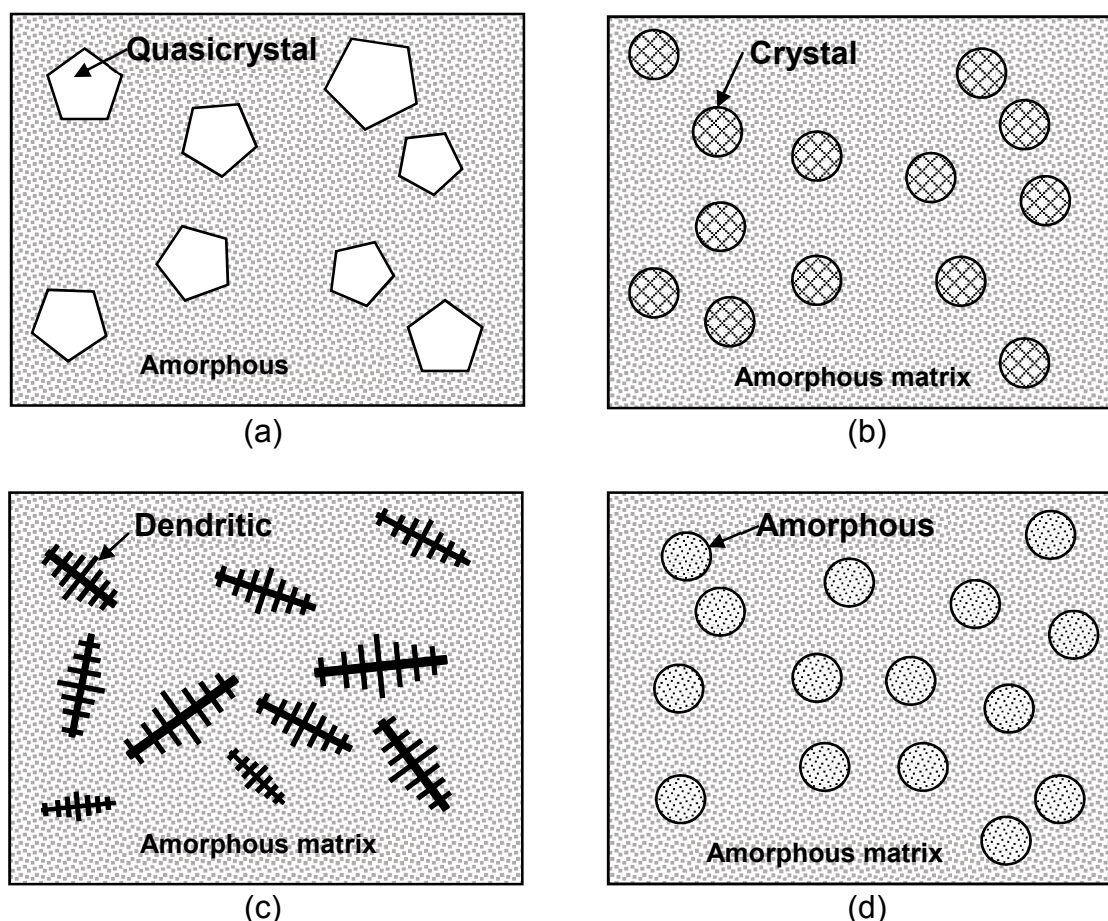 Quasicrystal
Amorphous
(a)
Crystal
Amorphous matrix
(b)
Dendritic
Amorphous matrix
(c)
Amorphous
Amorphous matrix
(d)